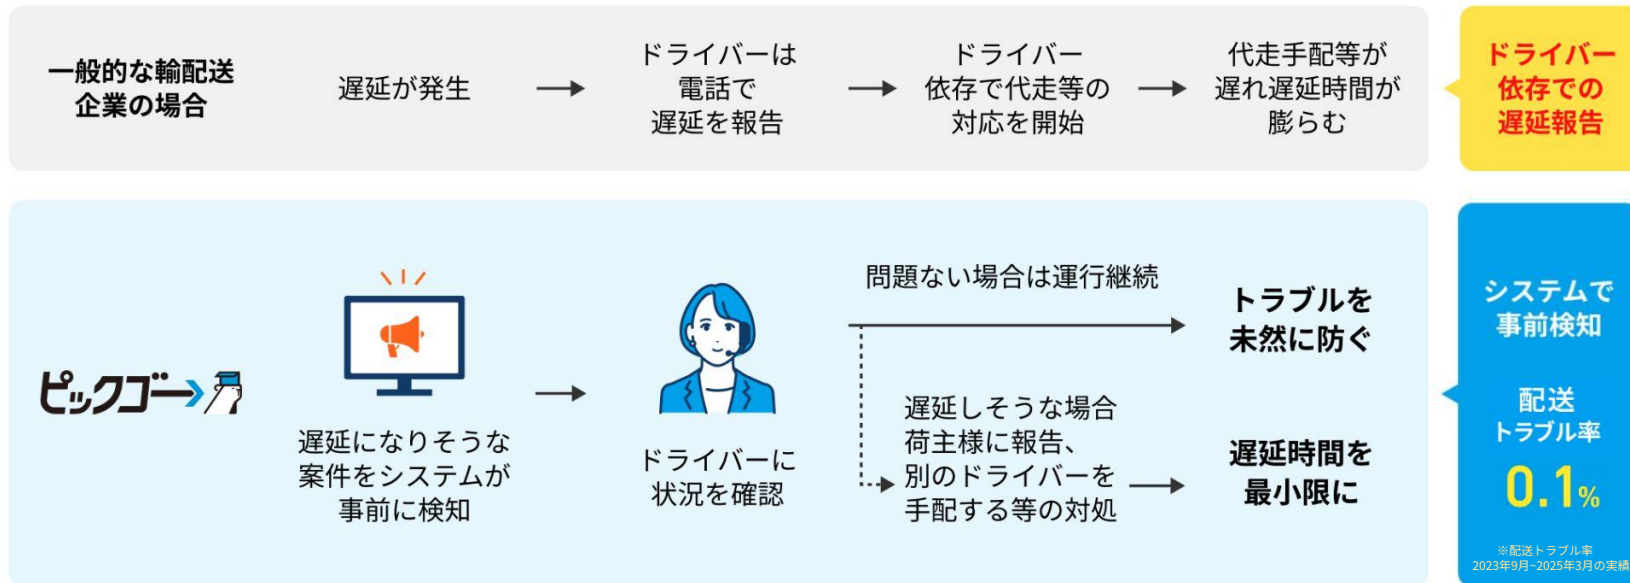 一般的な輸配送
企業の場合
遅延が発生
ドライバーは
電話で
遅延を報告
ドライバー
依存で代走等の
対応を開始
代走手配等が
遅れ遅延時間が
膨らむ
ドライバー
依存での
遅延報告
ピックゴー
遅延になりそうな
案件をシステムが
事前に検知
ドライバーに
状況を確認
問題ない場合は運行継続
トラブルを
未然に防ぐ
遅延しそうな場合
荷主様に報告、
別のドライバーを
手配する等の対処
遅延時間を
最小限に
システムで
事前検知
配送
トラブル率
0.1%
※配送トラブル率
2023年9月~2025年3月の実績